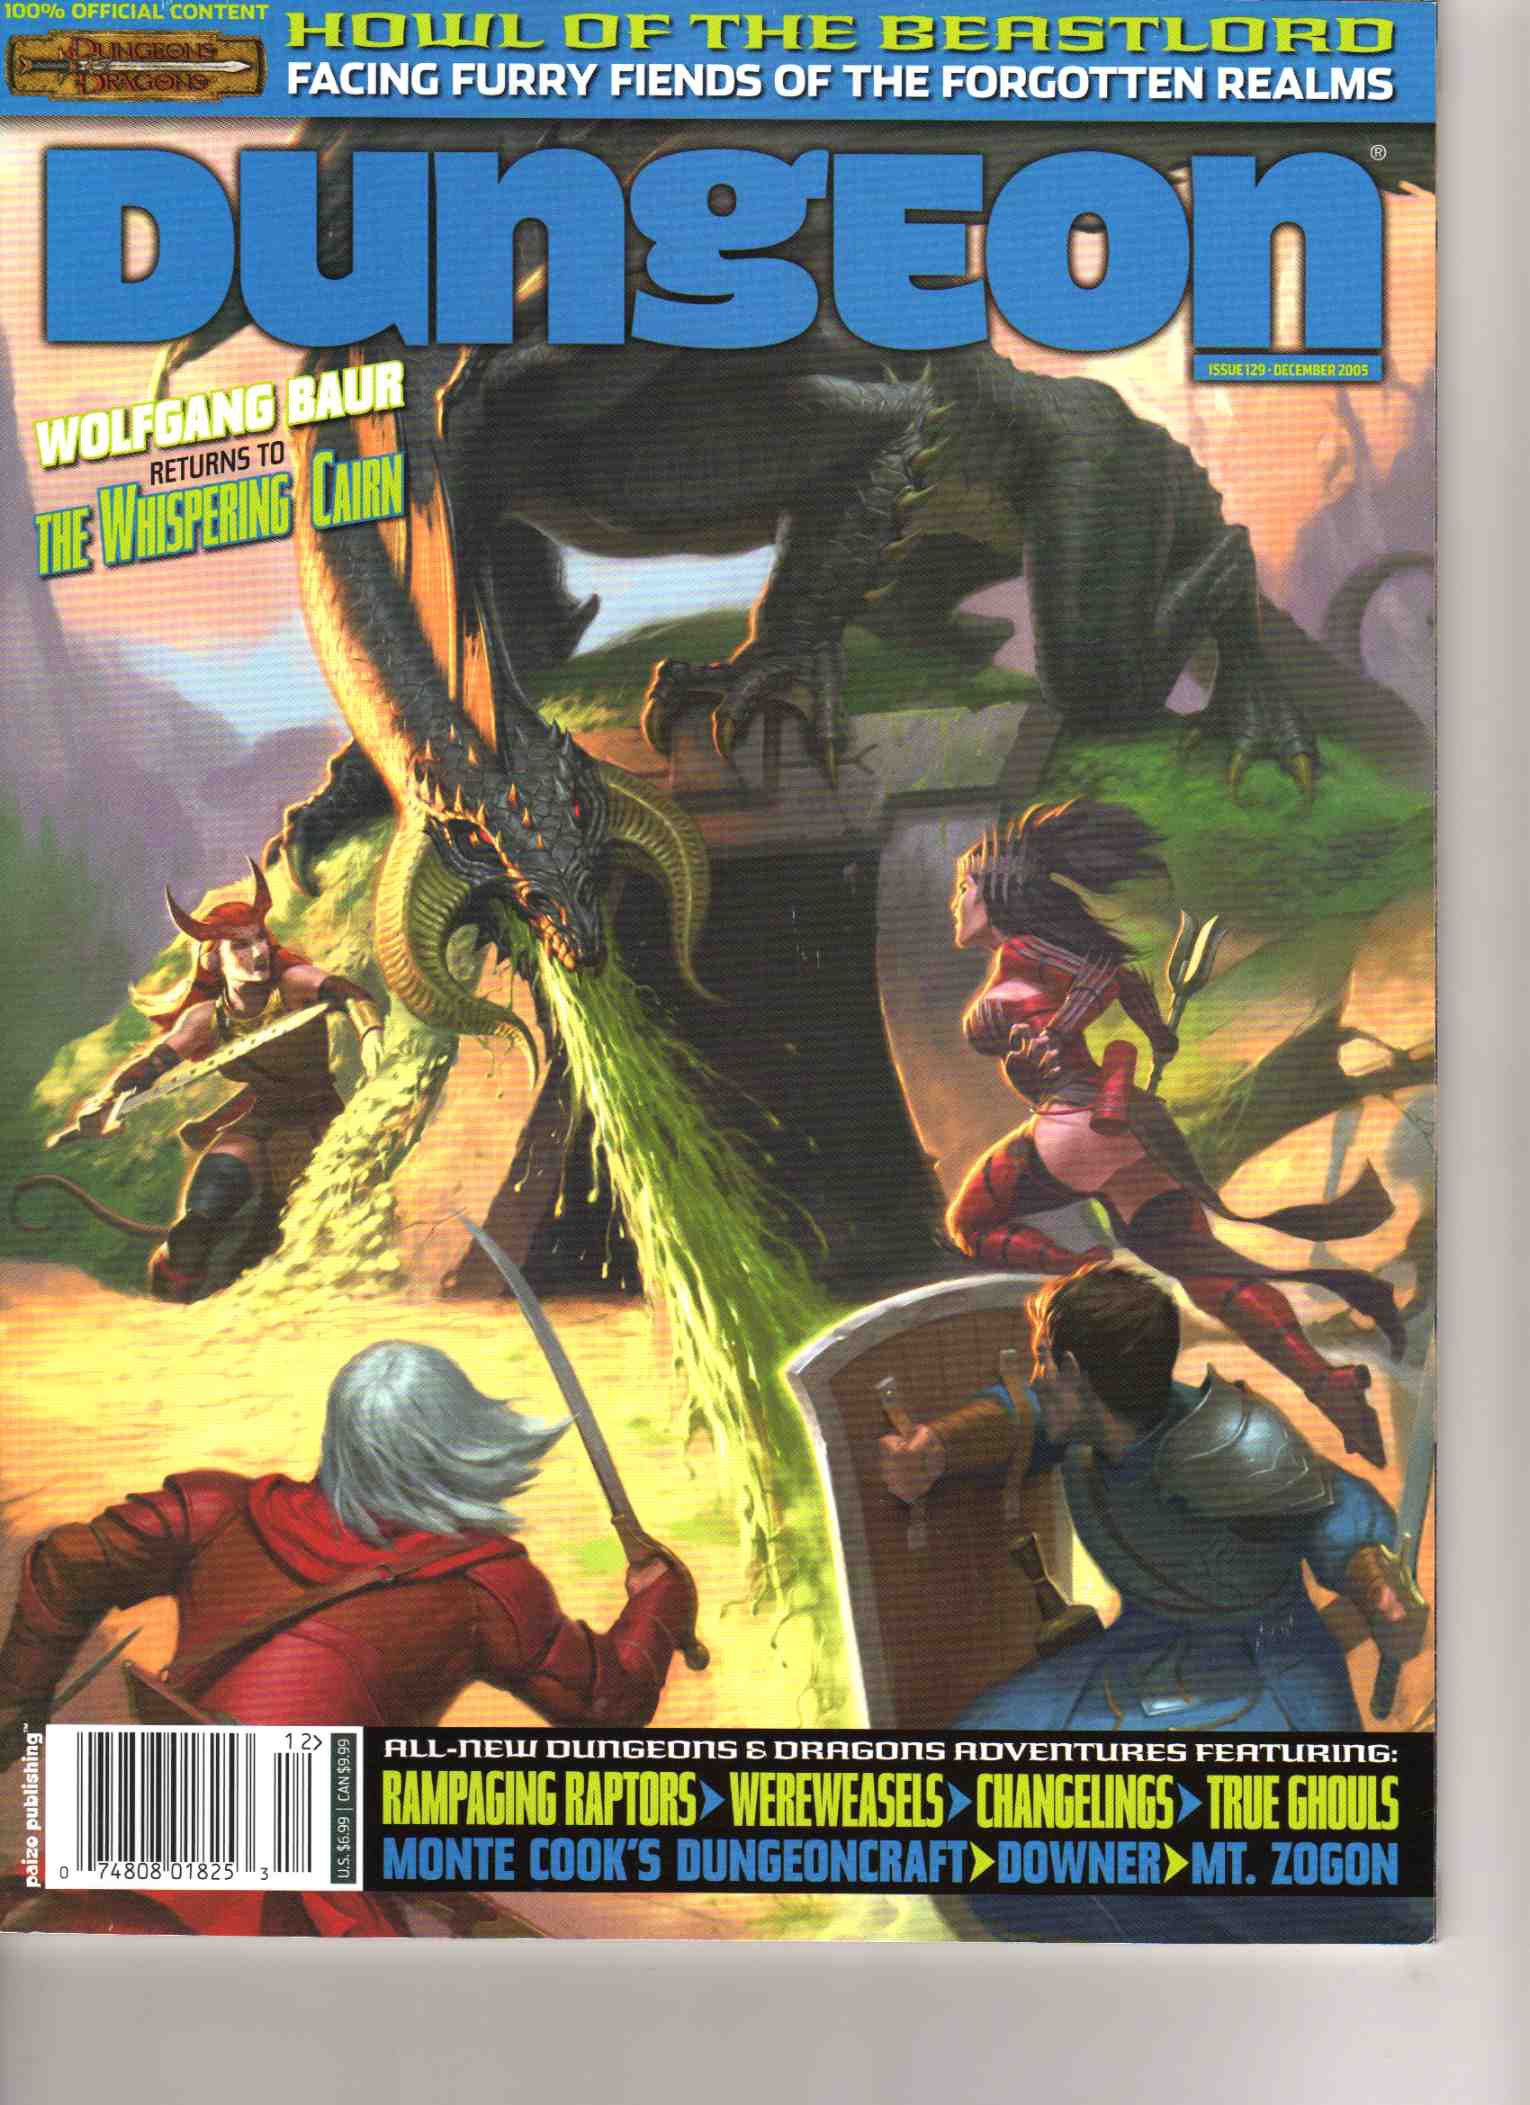 100% OFFICIAL CONTENT
DUNGEONS & DRAGONS
HOWL OF THE BEASTLORD
FACING FURRY FIENDS OF THE FORGOTTEN REALMS
DUNGEON®
ISSUE 129 • DECEMBER 2005
WOLFGANG BAUR
RETURNS TO
THE WHISPERING CAIRN
paizo publishing™
12>
0 74808 01825 3
U.S. $6.99 | CAN $9.99
ALL-NEW DUNGEONS & DRAGONS ADVENTURES FEATURING:
RAMPAGING RAPTORS > WEREWEASELS > CHANGELINGS > TRUE GHOULS
MONTE COOK'S DUNGEONCRAFT > DOWNER > MT. ZOGON